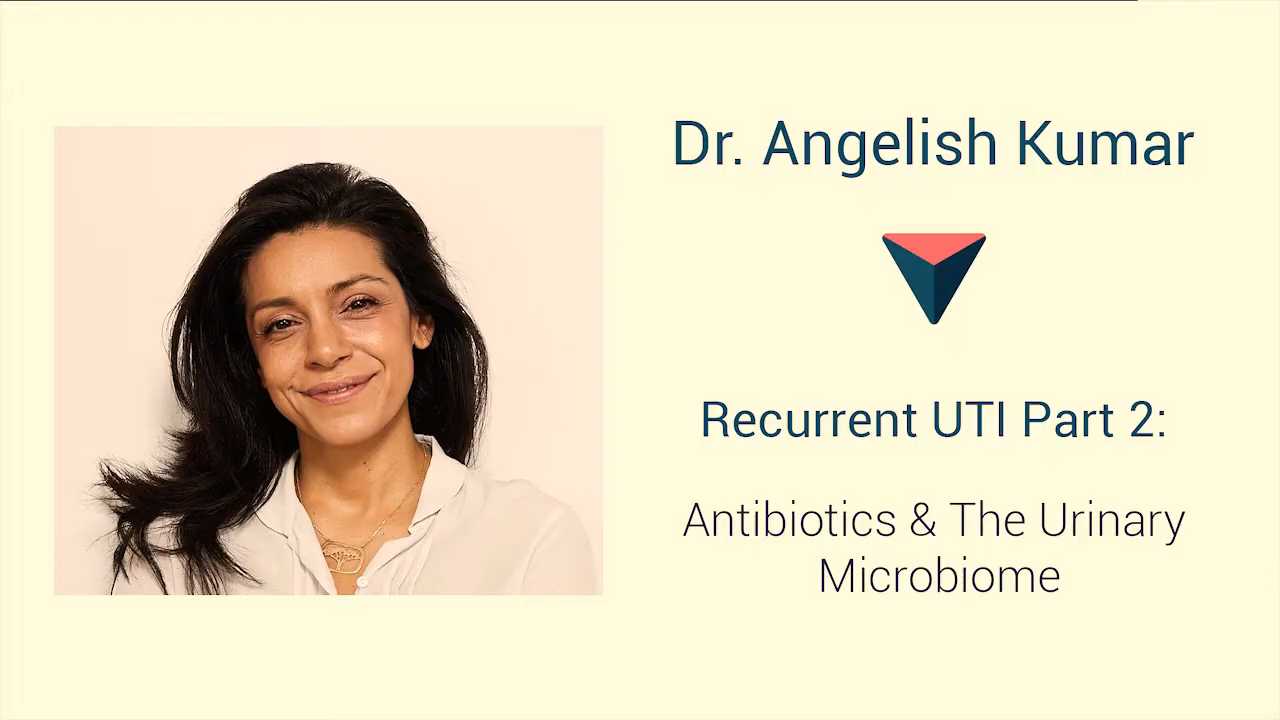 Dr. Angelish Kumar
Recurrent UTI Part 2:
Antibiotics & The Urinary
Microbiome